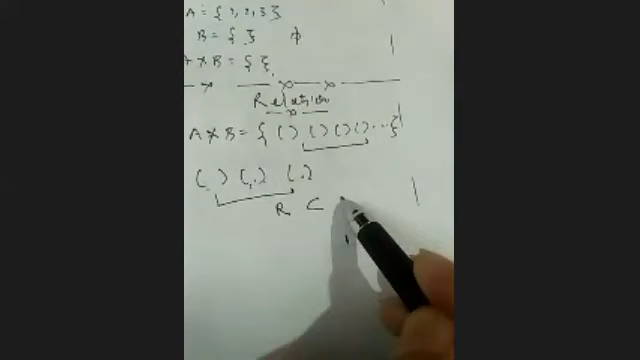 A = { 1, 2, 3 }
B = { } ϕ
A × B = { }
Relation
A × B = { ( ) ( ) ( ) ( ) ... }
( , ) ( , ) ( , )
R ⊂